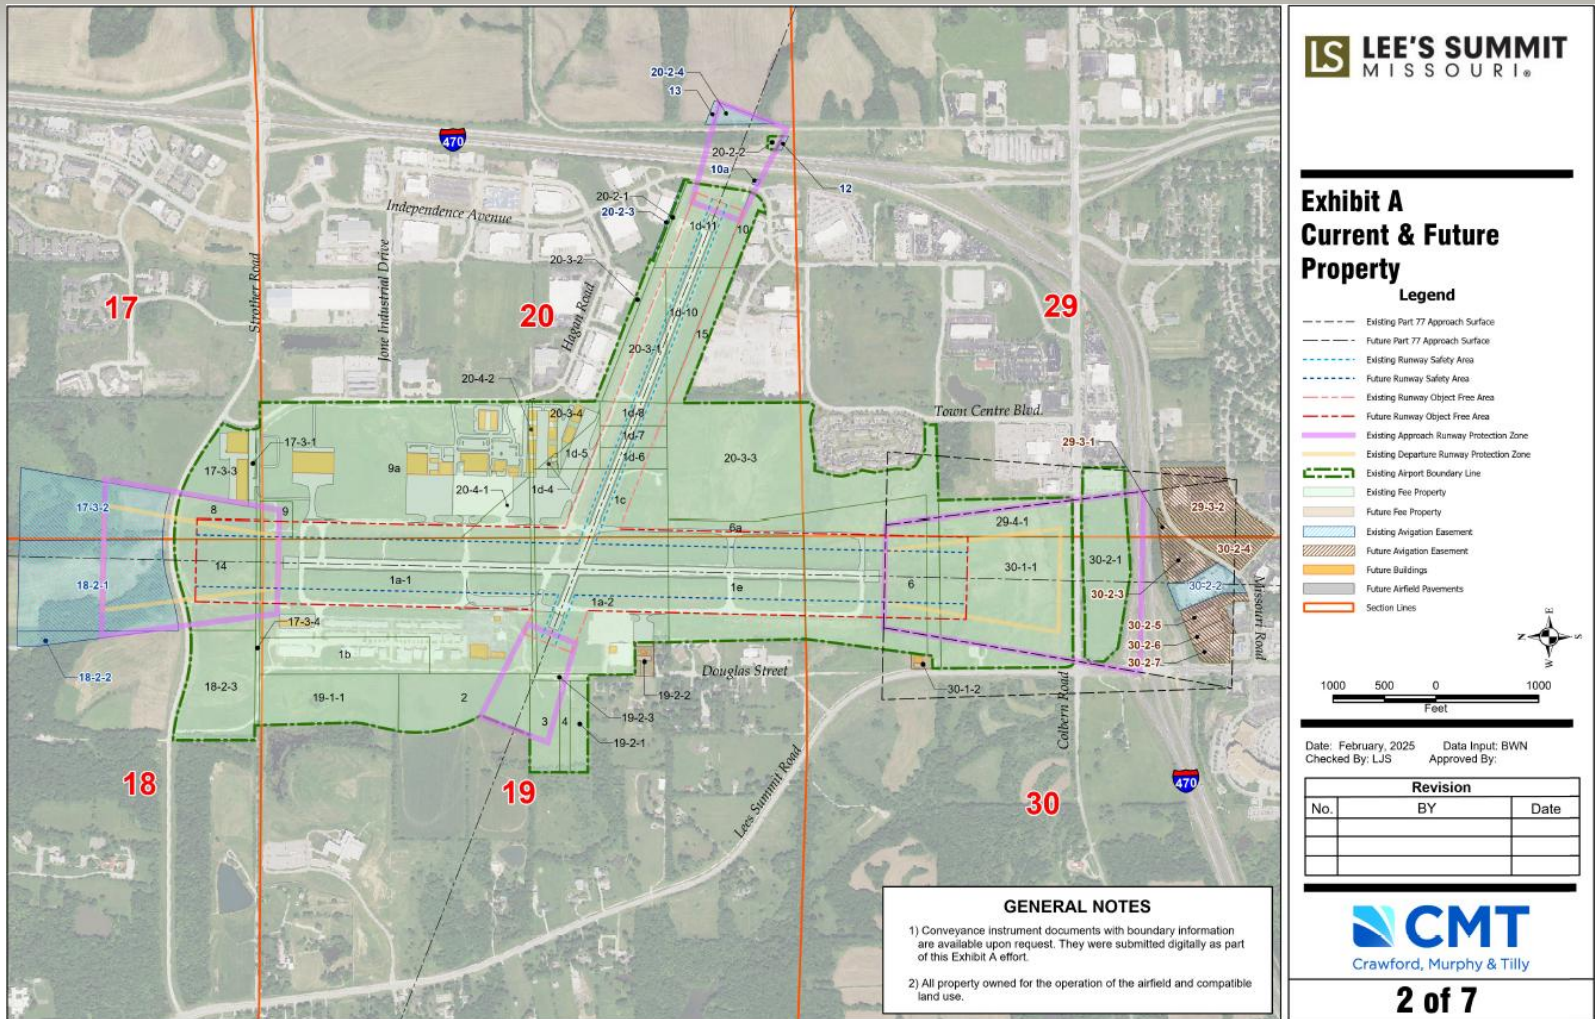 20-2-4
13
470
20-2-2
10a
12
20-2-1
20-2-3
Independence Avenue
1d-11
10
20-3-2
Strother Road
Jone Industrial Drive
17
20
Hagan Road
29
1d-10
15
20-3-1
20-4-2
20-3-4
1d-8
Town Centre Blvd.
1d-7
29-3-1
17-3-1
1d-5
1d-6
20-3-3
17-3-3
9a
20-4-1
1d-4
1c
17-3-2
8
9
6a
29-4-1
29-3-2
30-2-4
14
30-1-1
30-2-1
18-2-1
1a-1
1e
6
30-2-2
30-2-3
1a-2
Missouri Road
17-3-4
30-2-5
30-2-6
1b
30-2-7
18-2-2
18-2-3
Douglas Street
19-1-1
2
19-2-2
30-1-2
19-2-3
3
4
19-2-1
Colbern Road
18
19
Lees Summit Road
30
470
GENERAL NOTES
1) Conveyance instrument documents with boundary information
are available upon request. They were submitted digitally as part
of this Exhibit A effort.
2) All property owned for the operation of the airfield and compatible
land use.
LS LEE'S SUMMIT
MISSOURI®
Exhibit A
Current & Future
Property
Legend
Existing Part 77 Approach Surface
Future Part 77 Approach Surface
Existing Runway Safety Area
Future Runway Safety Area
Existing Runway Object Free Area
Future Runway Object Free Area
Existing Approach Runway Protection Zone
Existing Departure Runway Protection Zone
Existing Airport Boundary Line
Existing Fee Property
Future Fee Property
Existing Avigation Easement
Future Avigation Easement
Future Buildings
Future Airfield Pavements
Section Lines
N E S W
1000 500 0 1000
Feet
Date: February, 2025 Data Input: BWN
Checked By: LJS Approved By:
Revision
No. BY Date
CMT
Crawford, Murphy & Tilly
2 of 7